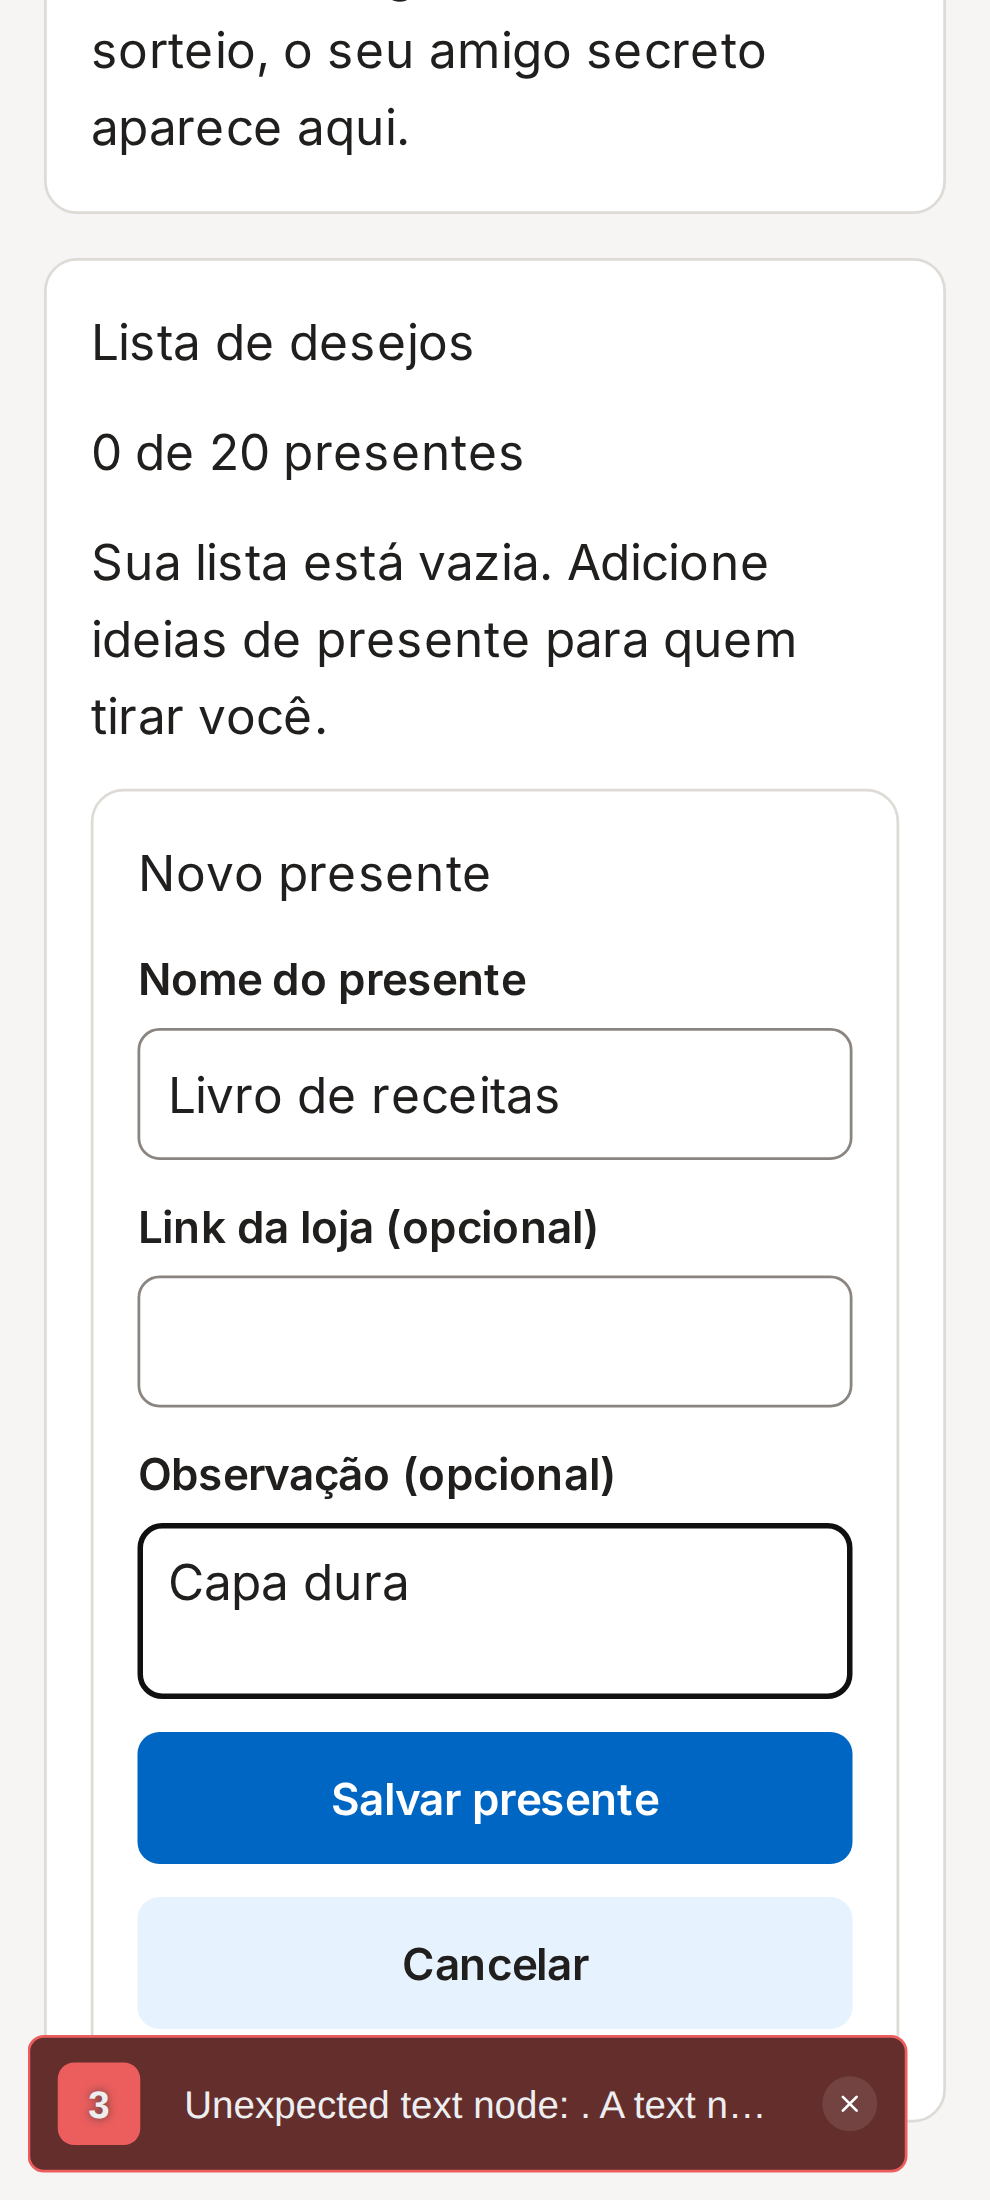 sorteio, o seu amigo secreto
aparece aqui.
Lista de desejos
0 de 20 presentes
Sua lista está vazia. Adicione
ideias de presente para quem
tirar você.
Novo presente
Nome do presente
Livro de receitas
Link da loja (opcional)
Observação (opcional)
Capa dura
Salvar presente
Cancelar
3 Unexpected text node: . A text n…